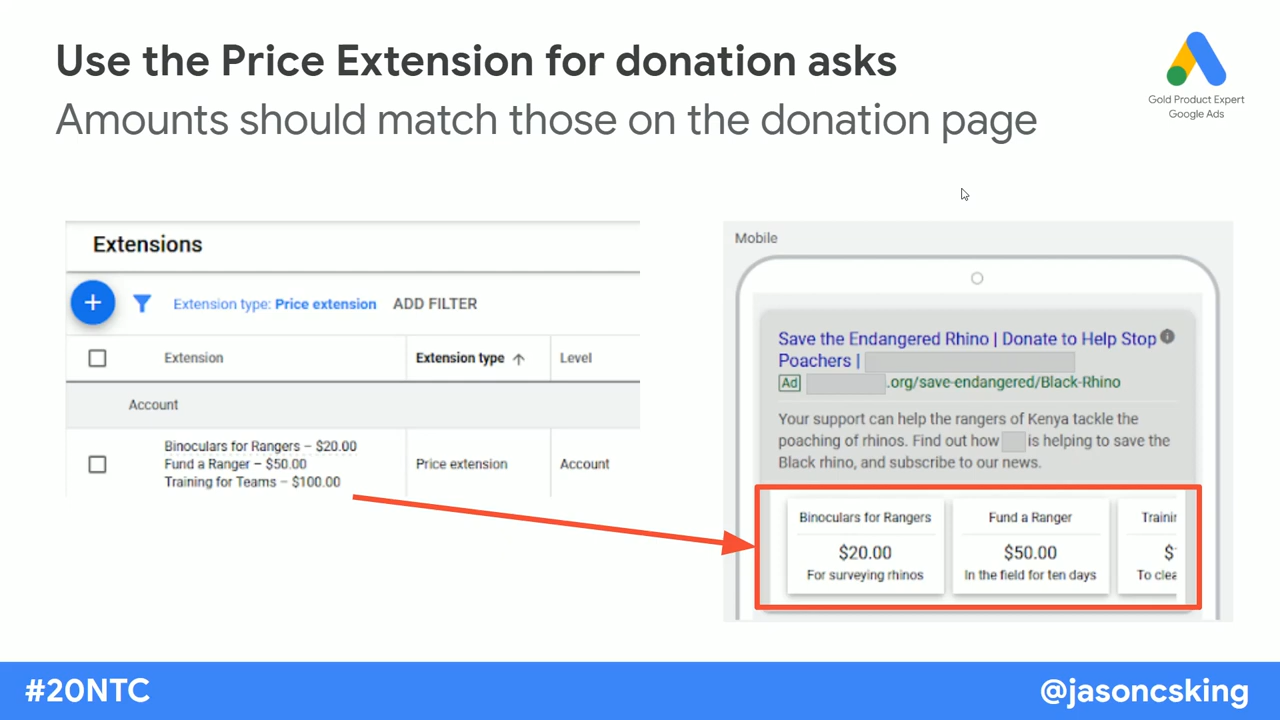 Use the Price Extension for donation asks
Amounts should match those on the donation page
Gold Product Expert
Google Ads
Extensions
Extension type: Price extension ADD FILTER
Extension Extension type Level
Account
Binoculars for Rangers – $20.00
Fund a Ranger – $50.00
Training for Teams – $100.00
Price extension Account
Mobile
Save the Endangered Rhino | Donate to Help Stop
Poachers |
Ad .org/save-endangered/Black-Rhino
Your support can help the rangers of Kenya tackle the
poaching of rhinos. Find out how is helping to save the
Black rhino, and subscribe to our news.
Binoculars for Rangers
$20.00
For surveying rhinos
Fund a Ranger
$50.00
In the field for ten days
Trainin
$
To clea
#20NTC
@jasoncsking